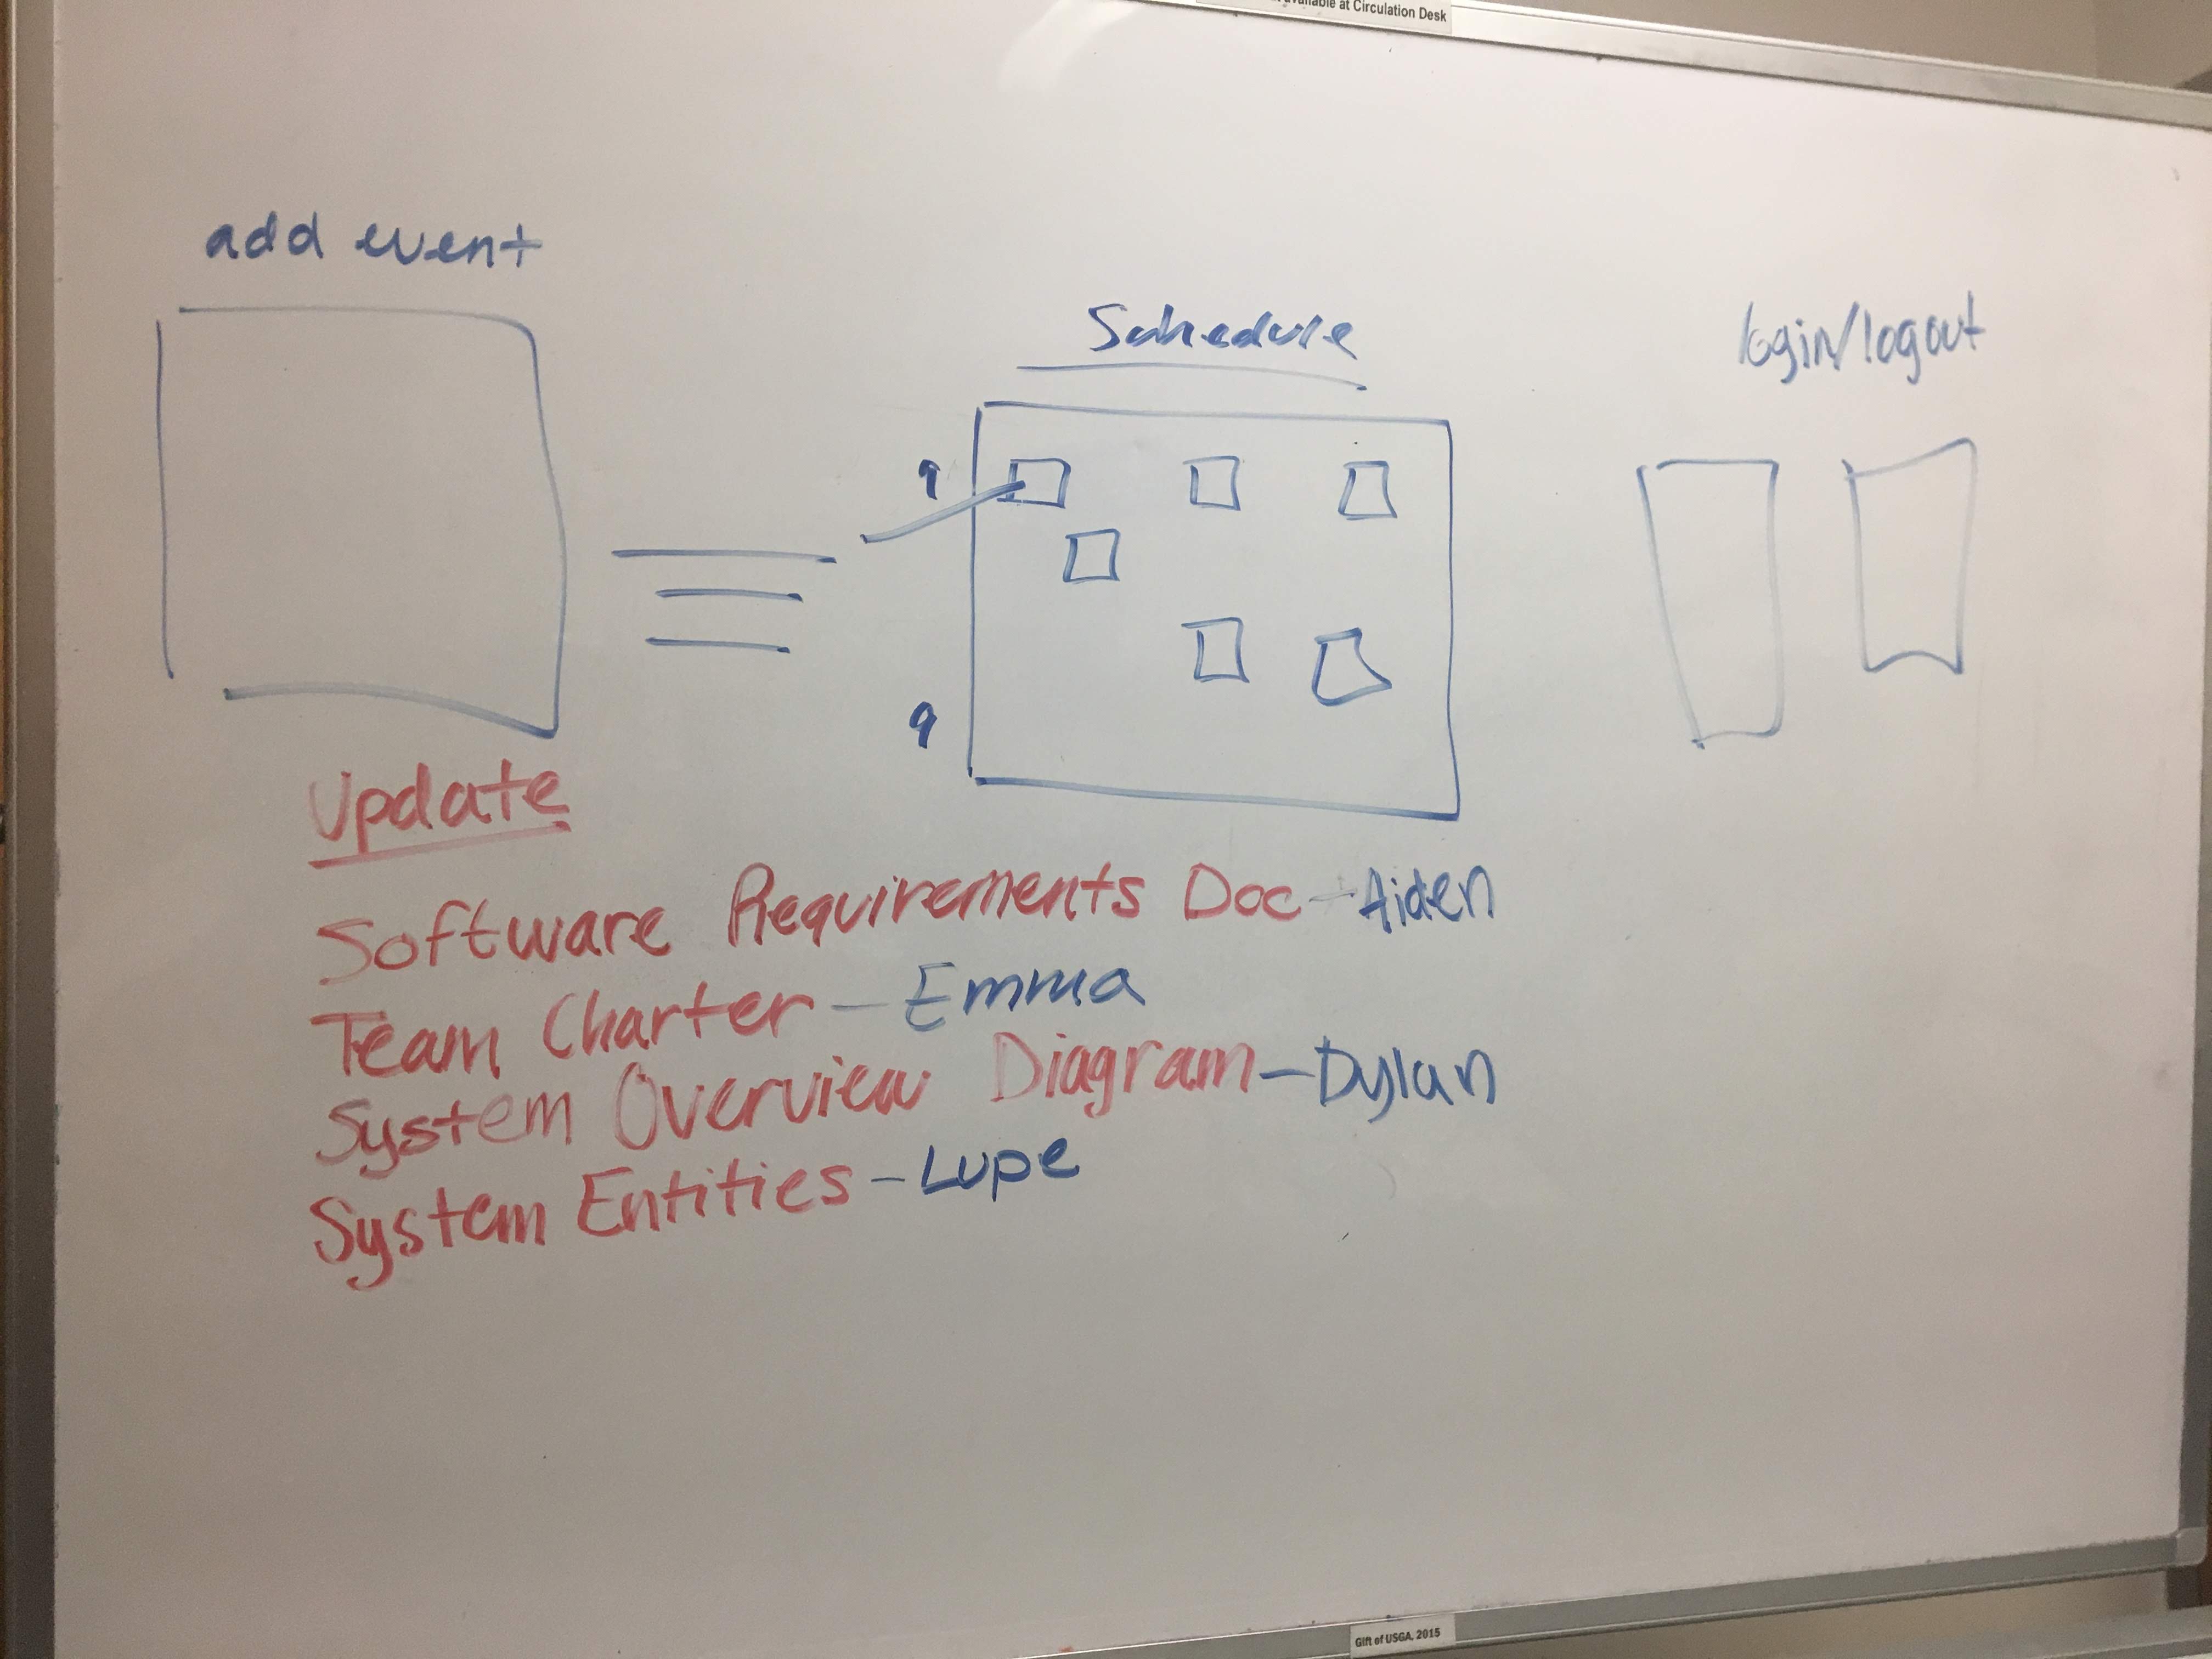 available at Circulation Desk
add event
Schedule
login/logout
9
9
Update
Software Requirements Doc - Aiden
Team Charter - Emma
System Overview Diagram - Dylan
System Entities - Lupe
Gift of USGA, 2015